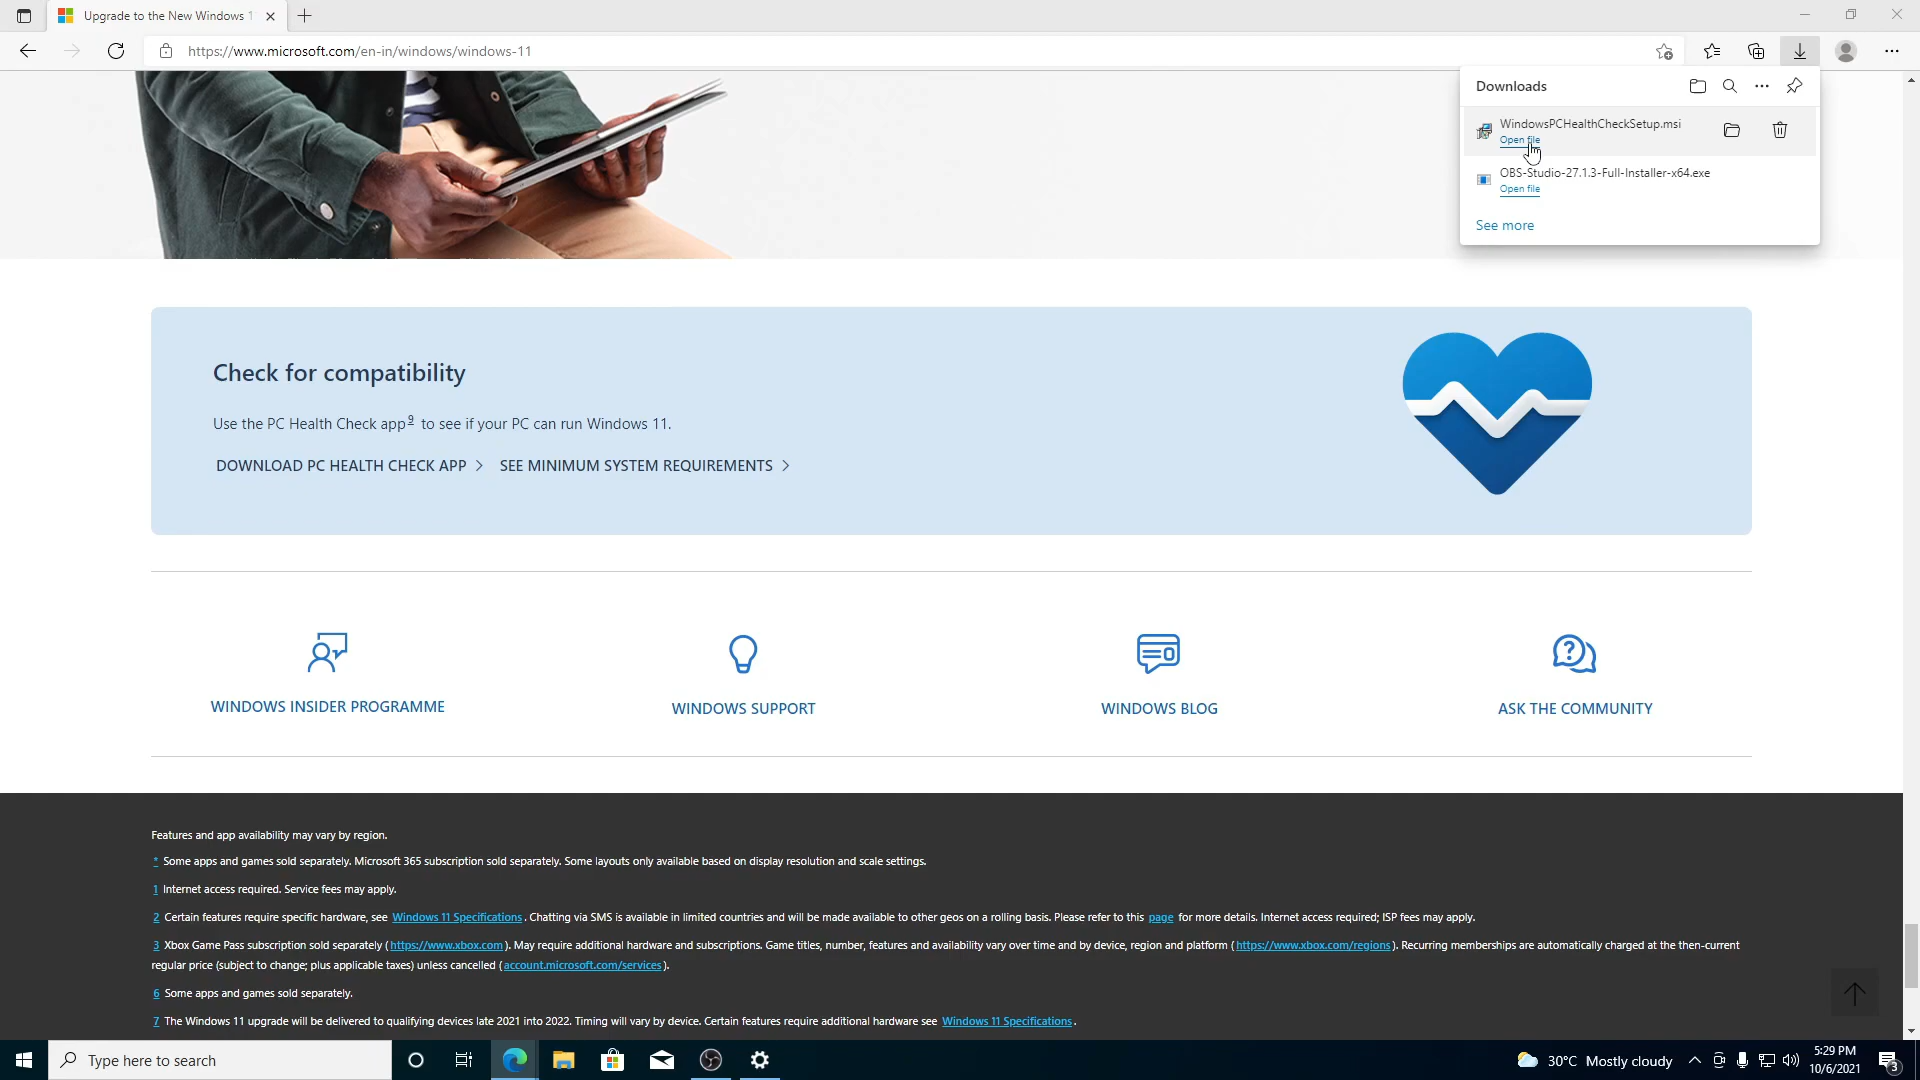 Upgrade to the New Windows 1
https://www.microsoft.com/en-in/windows/windows-11
Downloads
WindowsPCHealthCheckSetup.msi
Open file
OBS-Studio-27.1.3-Full-Installer-x64.exe
Open file
See more
Check for compatibility
Use the PC Health Check app9 to see if your PC can run Windows 11.
DOWNLOAD PC HEALTH CHECK APP > SEE MINIMUM SYSTEM REQUIREMENTS >
WINDOWS INSIDER PROGRAMME
WINDOWS SUPPORT
WINDOWS BLOG
ASK THE COMMUNITY
Features and app availability may vary by region.
* Some apps and games sold separately. Microsoft 365 subscription sold separately. Some layouts only available based on display resolution and scale settings.
1 Internet access required. Service fees may apply.
2 Certain features require specific hardware, see Windows 11 Specifications. Chatting via SMS is available in limited countries and will be made available to other geos on a rolling basis. Please refer to this page for more details. Internet access required; ISP fees may apply.
3 Xbox Game Pass subscription sold separately (https://www.xbox.com). May require additional hardware and subscriptions. Game titles, number, features and availability vary over time and by device, region and platform (https://www.xbox.com/regions). Recurring memberships are automatically charged at the then-current
regular price (subject to change; plus applicable taxes) unless cancelled (account.microsoft.com/services).
6 Some apps and games sold separately.
7 The Windows 11 upgrade will be delivered to qualifying devices late 2021 into 2022. Timing will vary by device. Certain features require additional hardware see Windows 11 Specifications.
Type here to search
30°C Mostly cloudy
5:29 PM
10/6/2021
3